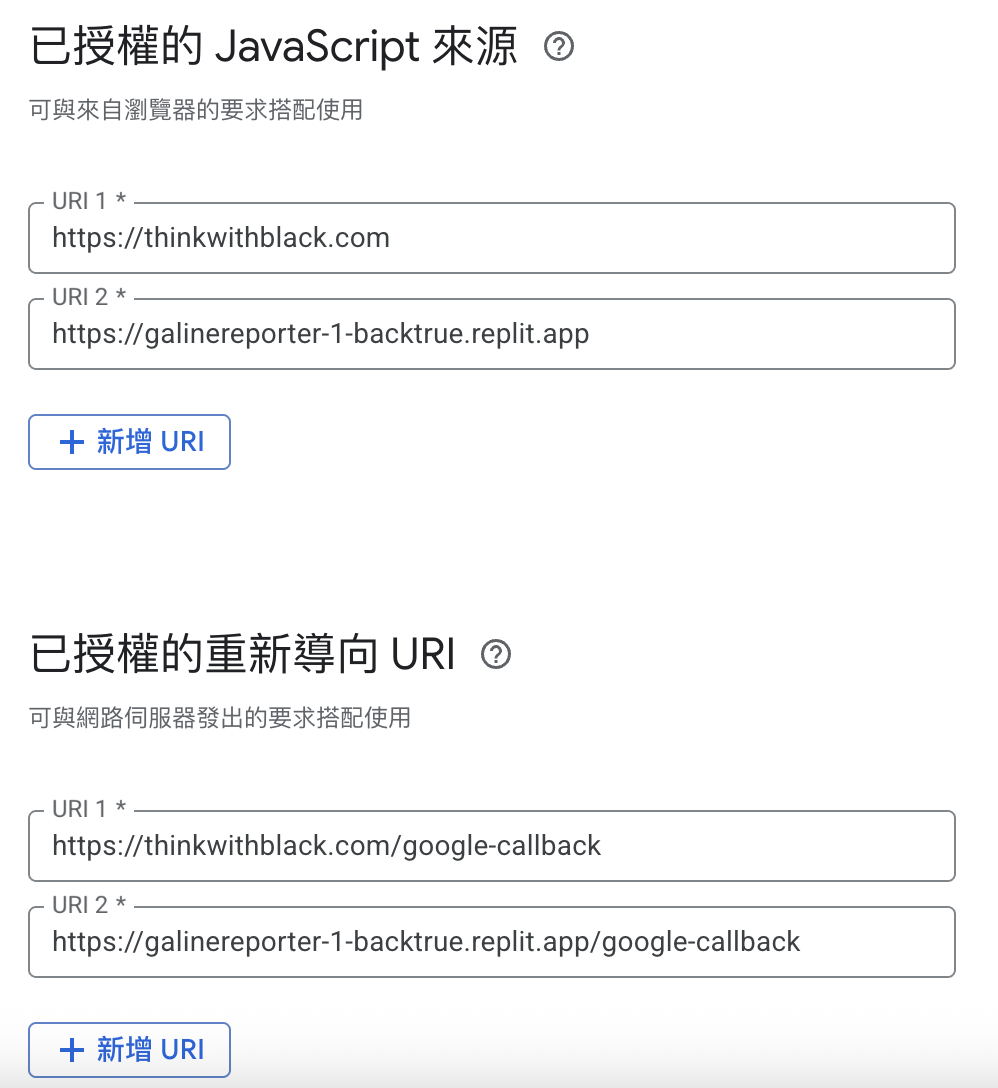 已授權的 JavaScript 來源
可與來自瀏覽器的要求搭配使用
URI 1 *
https://thinkwithblack.com
URI 2 *
https://galinereporter-1-backtrue.replit.app
+ 新增 URI
已授權的重新導向 URI
可與網路伺服器發出的要求搭配使用
URI 1 *
https://thinkwithblack.com/google-callback
URI 2 *
https://galinereporter-1-backtrue.replit.app/google-callback
+ 新增 URI